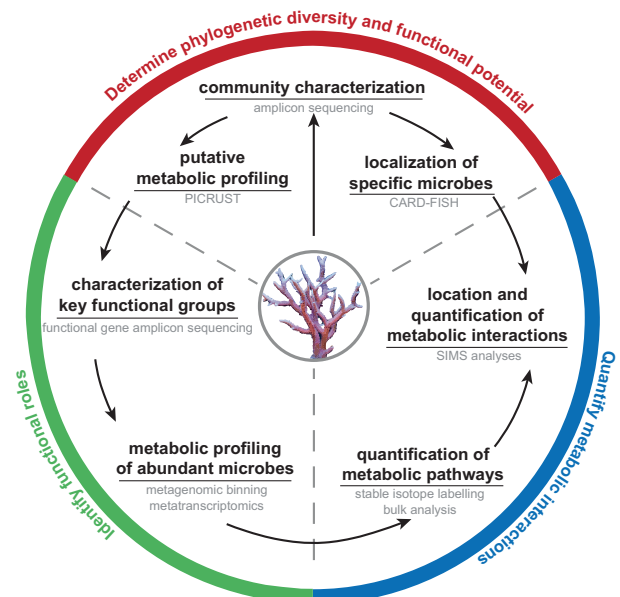 Determine phylogenetic diversity and functional potential
community characterization
amplicon sequencing
putative
metabolic profiling
PICRUST
localization of
specific microbes
CARD-FISH
characterization of
key functional groups
functional gene amplicon sequencing
location and
quantification of
metabolic interactions
SIMS analyses
metabolic profiling
of abundant microbes
metagenomic binning
metatranscriptomics
quantification of
metabolic pathways
stable isotope labelling
bulk analysis
Identify functional roles
Quantify metabolic interactions